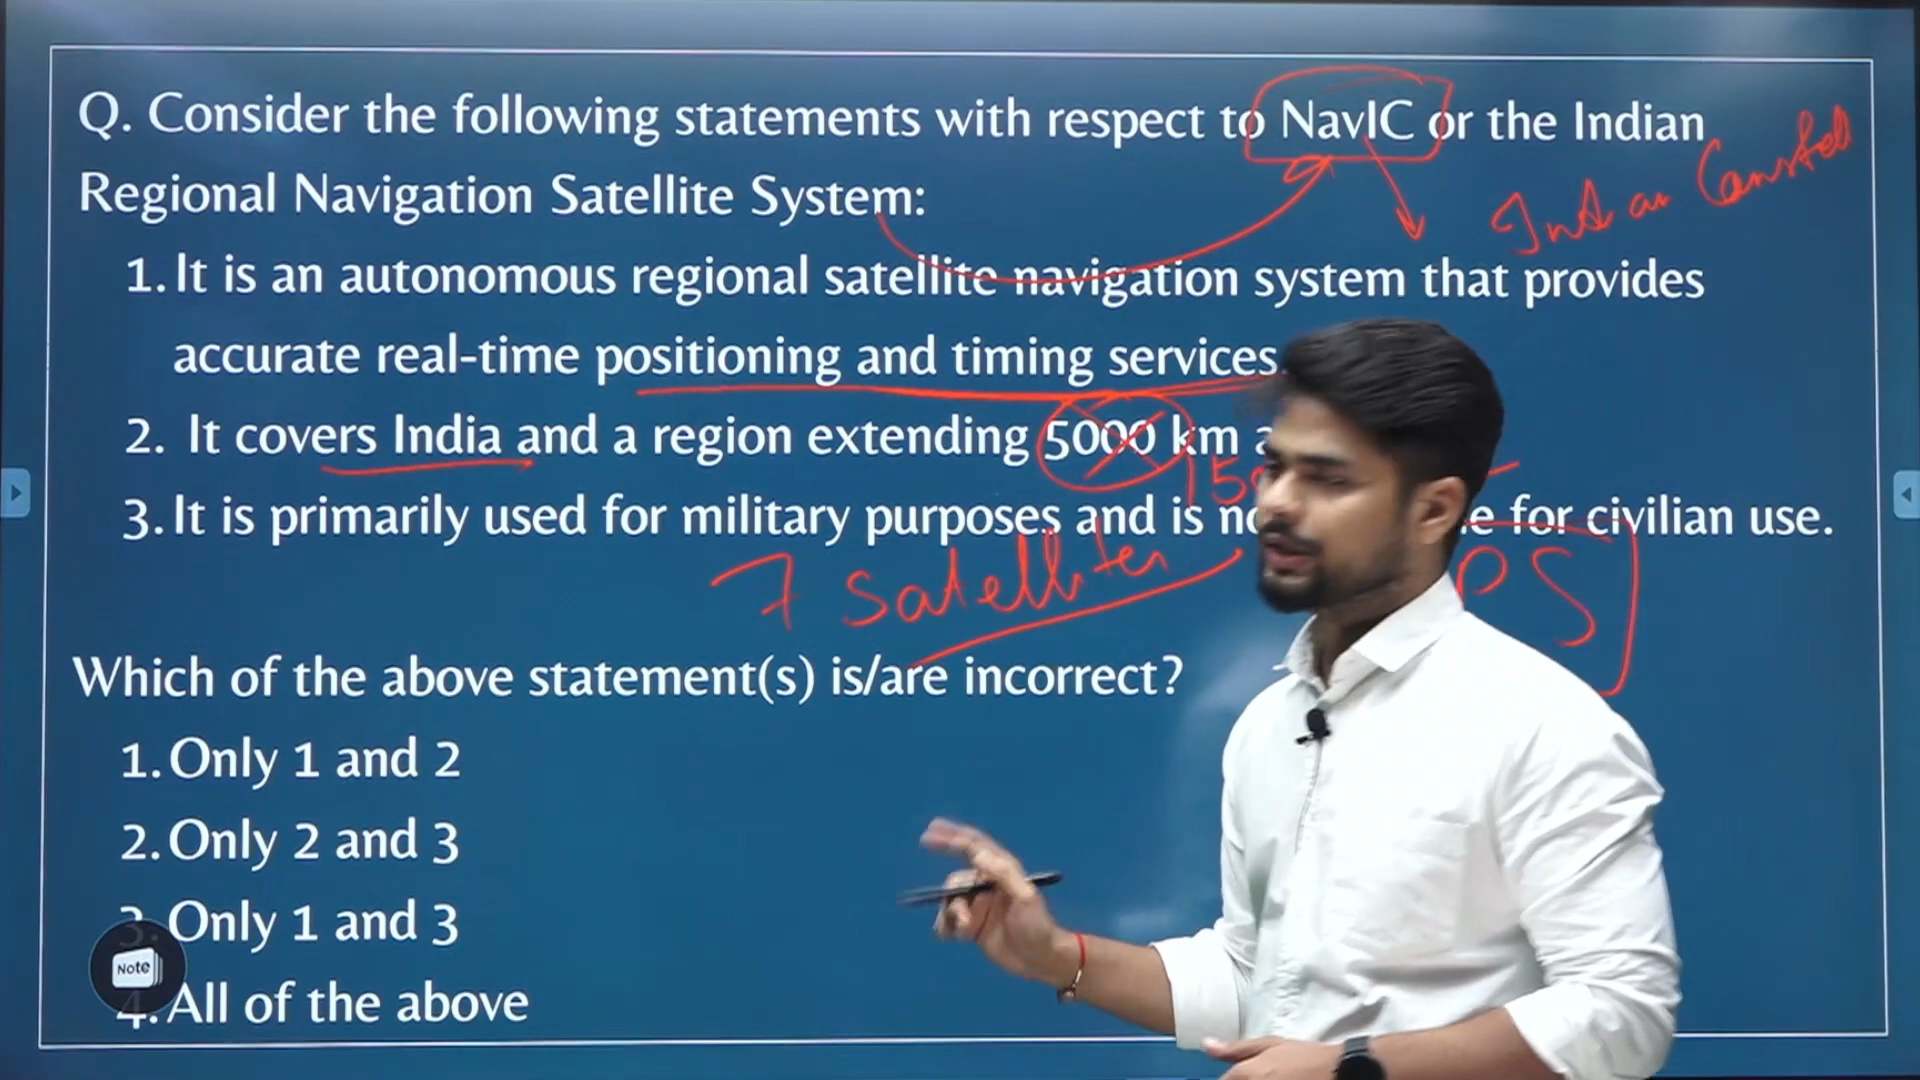 Q. Consider the following statements with respect to NavIC or the Indian
Regional Navigation Satellite System:
1. It is an autonomous regional satellite navigation system that provides
accurate real-time positioning and timing services.
2. It covers India and a region extending 5000 km
3. It is primarily used for military purposes and is for civilian use.
7 Satellites
PS
Which of the above statement(s) is/are incorrect?
1. Only 1 and 2
2. Only 2 and 3
3. Only 1 and 3
Note
4. All of the above